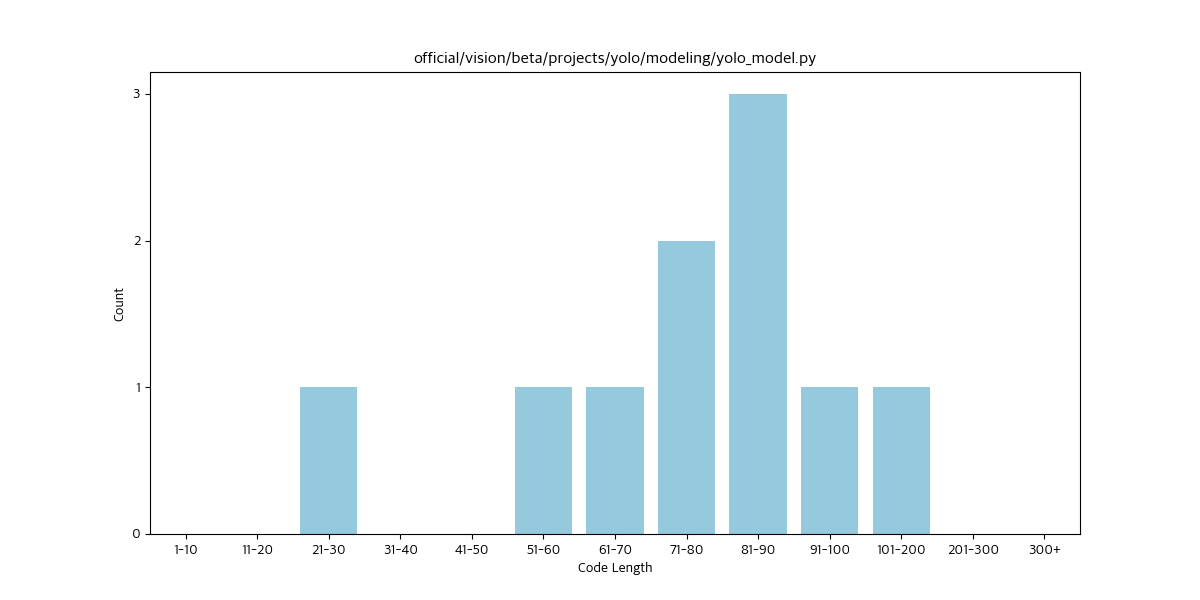 official/vision/beta/projects/yolo/modeling/yolo_model.py
3
2
1
0
Count
1-10 11-20 21-30 31-40 41-50 51-60 61-70 71-80 81-90 91-100 101-200 201-300 300+
Code Length